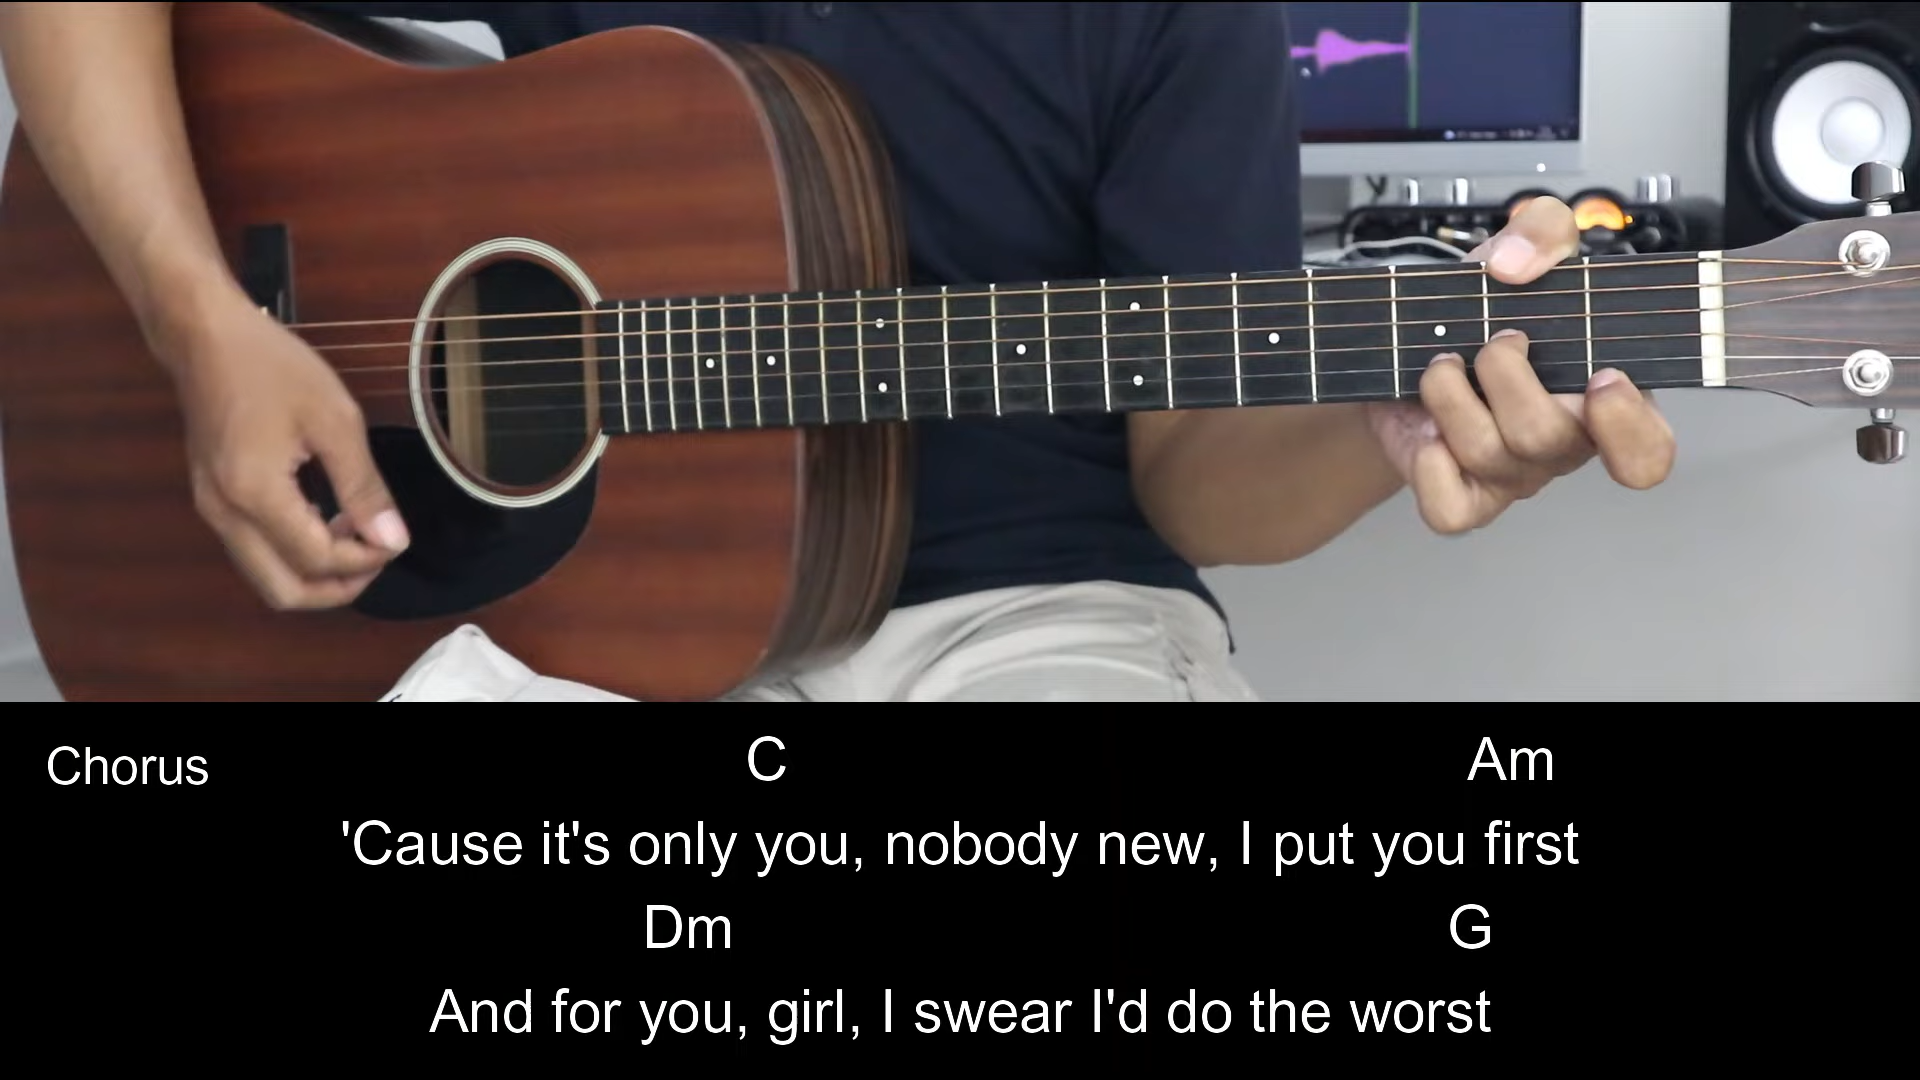 Chorus
C Am
'Cause it's only you, nobody new, I put you first
Dm G
And for you, girl, I swear I'd do the worst